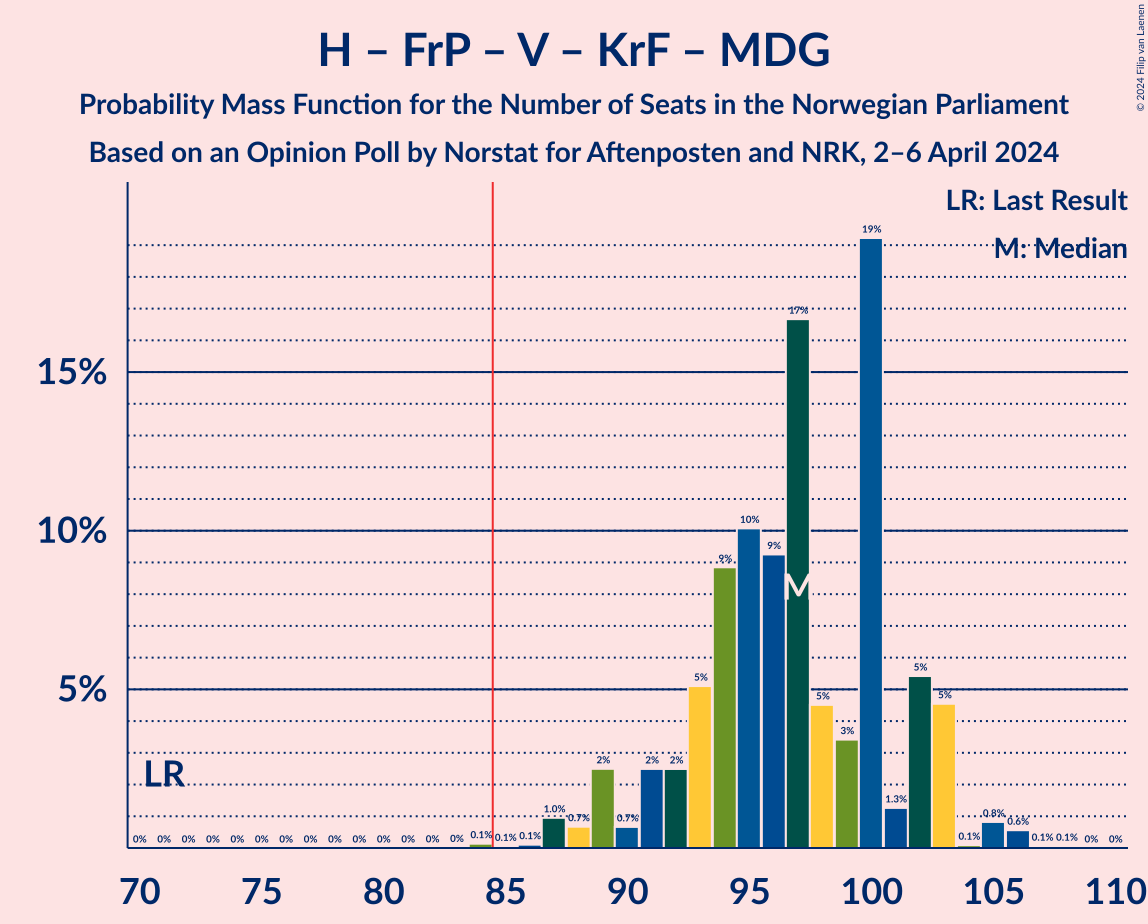 H – FrP – V – KrF – MDG
Probability Mass Function for the Number of Seats in the Norwegian Parliament
Based on an Opinion Poll by Norstat for Aftenposten and NRK, 2–6 April 2024
© 2024 Filip van Laenen
LR: Last Result
M: Median
15%
10%
5%
LR
M
0% 0% 0% 0% 0% 0% 0% 0% 0% 0% 0% 0% 0% 0% 0.1% 0.1% 0.1% 1.0% 0.7% 2% 0.7% 2% 2% 5% 9% 10% 9% 17% 5% 3% 19% 1.3% 5% 5% 0.1% 0.8% 0.6% 0.1% 0.1% 0% 0%
70 75 80 85 90 95 100 105 110